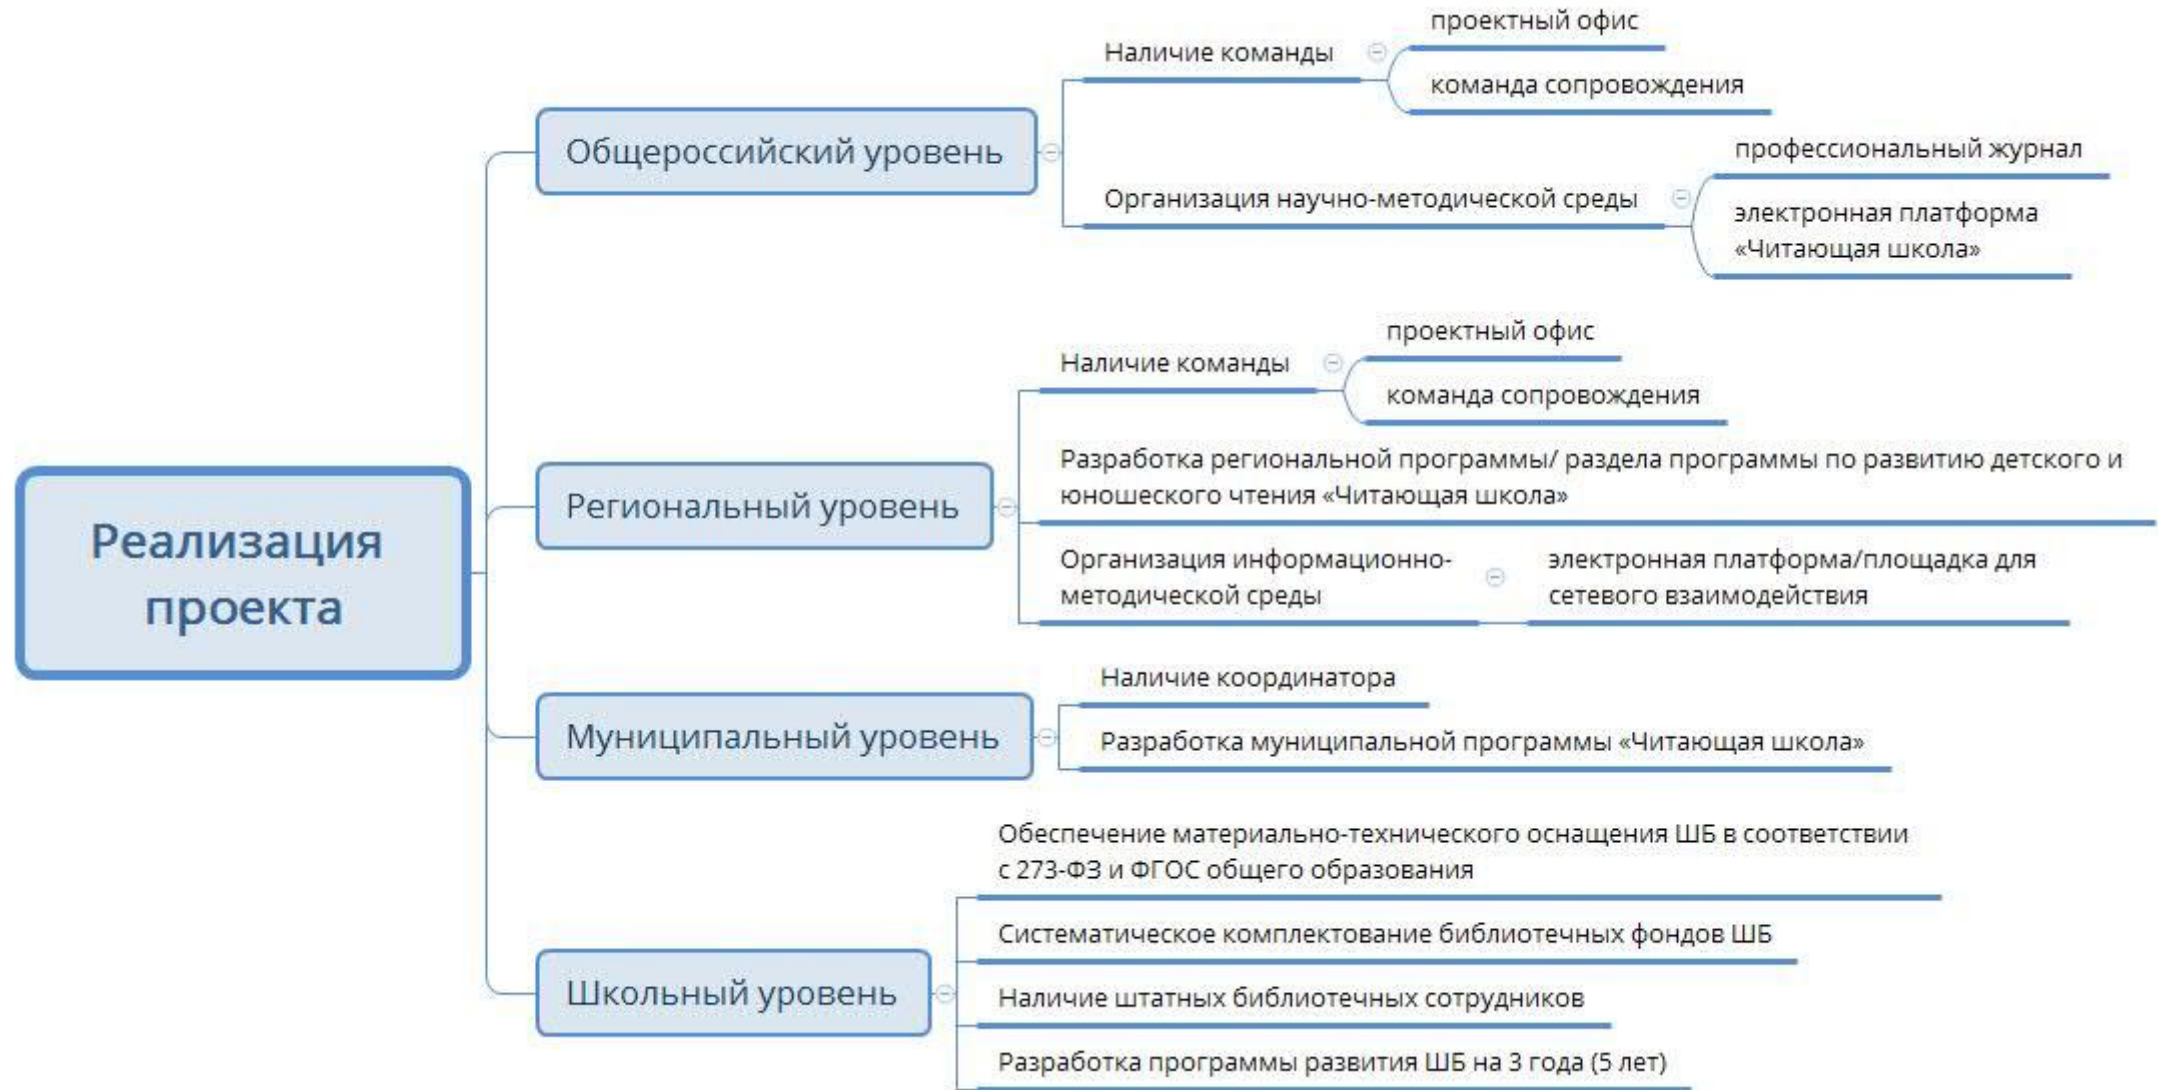 Реализация
проекта
Общероссийский уровень
Наличие команды
проектный офис
команда сопровождения
Организация научно-методической среды
профессиональный журнал
электронная платформа
«Читающая школа»
Региональный уровень
Наличие команды
проектный офис
команда сопровождения
Разработка региональной программы/ раздела программы по развитию детского и
юношеского чтения «Читающая школа»
Организация информационно-
методической среды
электронная платформа/площадка для
сетевого взаимодействия
Муниципальный уровень
Наличие координатора
Разработка муниципальной программы «Читающая школа»
Школьный уровень
Обеспечение материально-технического оснащения ШБ в соответствии
с 273-ФЗ и ФГОС общего образования
Систематическое комплектование библиотечных фондов ШБ
Наличие штатных библиотечных сотрудников
Разработка программы развития ШБ на 3 года (5 лет)